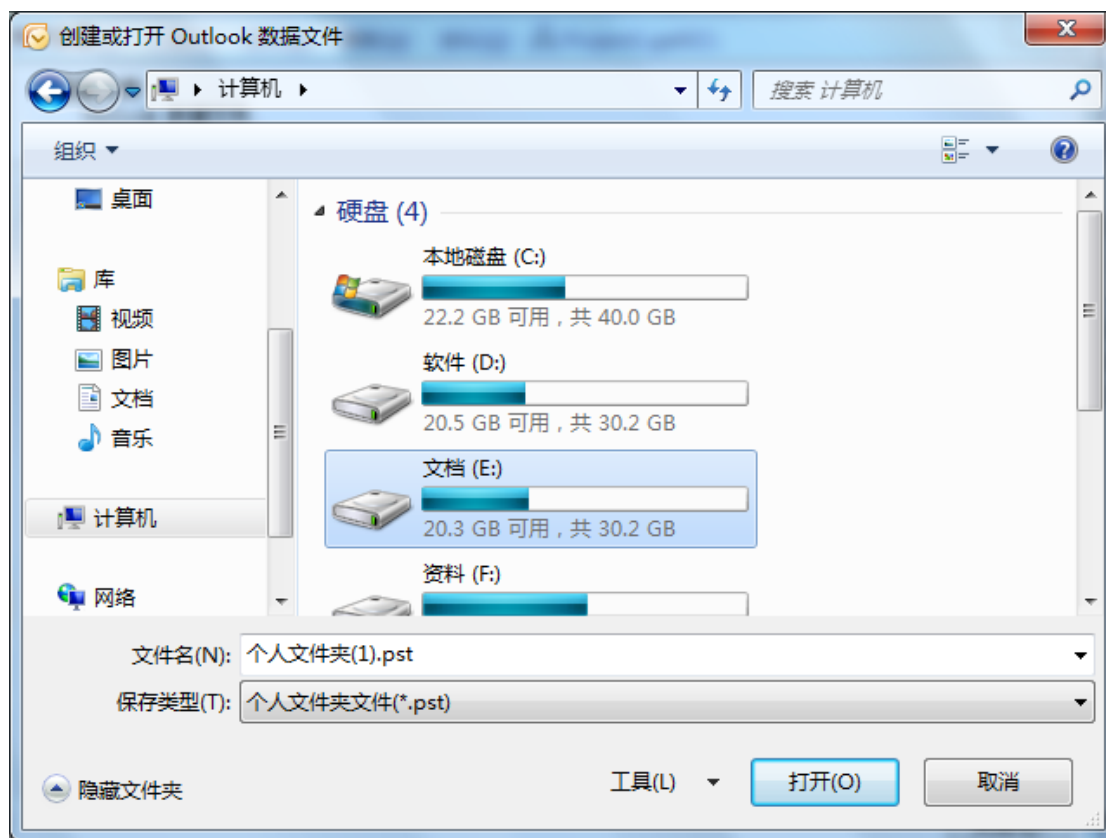 创建或打开 Outlook 数据文件
计算机
搜索 计算机
组织
桌面
库
视频
图片
文档
音乐
计算机
网络
硬盘 (4)
本地磁盘 (C:)
22.2 GB 可用，共 40.0 GB
软件 (D:)
20.5 GB 可用，共 30.2 GB
文档 (E:)
20.3 GB 可用，共 30.2 GB
资料 (F:)
文件名(N): 个人文件夹(1).pst
保存类型(T): 个人文件夹文件(*.pst)
隐藏文件夹
工具(L)
打开(O)
取消